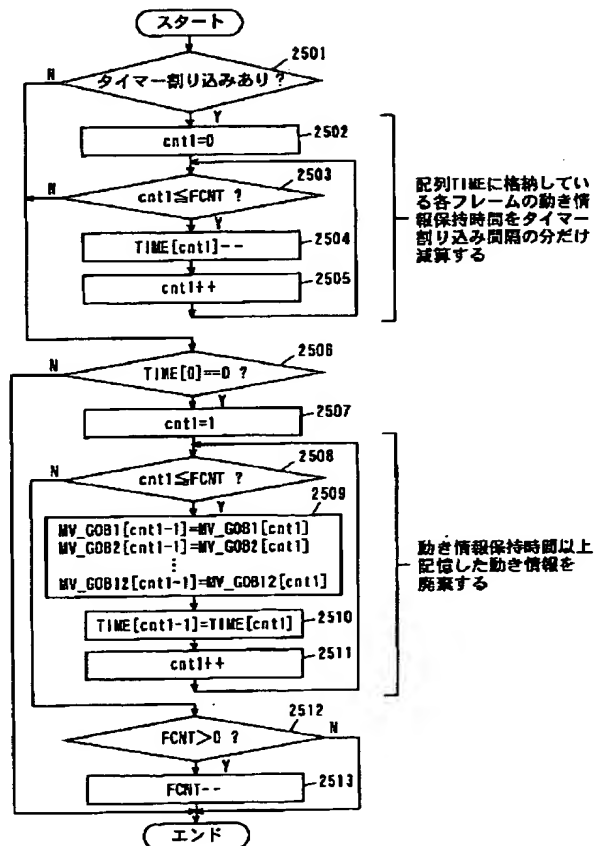 スタート
2501
タイマー割り込みあり?
N
Y
2502
cnt1=0
2503
cnt1≦FCNT ?
N
Y
2504
TIME[cnt1]--
2505
cnt1++
配列TIMEに格納してい
る各フレームの動き情
報保持時間をタイマー
割り込み間隔の分だけ
減算する
2506
TIME[0]==0 ?
N
Y
2507
cnt1=1
2508
cnt1≦FCNT ?
N
Y
2509
MV_GOB1[cnt1-1]=MV_GOB1[cnt1]
MV_GOB2[cnt1-1]=MV_GOB2[cnt1]
⋮
MV_GOB12[cnt1-1]=MV_GOB12[cnt1]
2510
TIME[cnt1-1]=TIME[cnt1]
2511
cnt1++
動き情報保持時間以上
記憶した動き情報を
廃棄する
2512
FCNT>0 ?
N
Y
2513
FCNT--
エンド